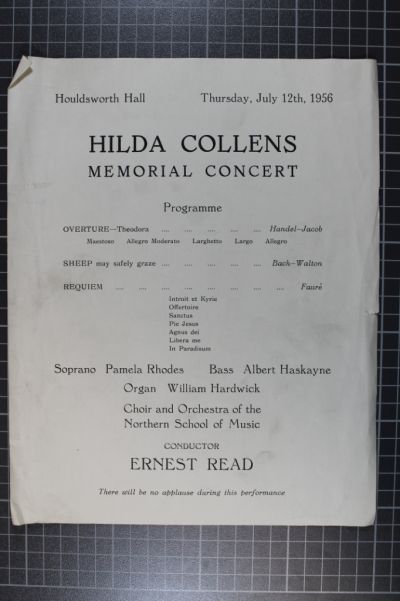 Houldsworth Hall Thursday, July 12th, 1956
HILDA COLLENS
MEMORIAL CONCERT
Programme
OVERTURE—Theodora .... .... .... .... .... Handel-Jacob
Maestoso Allegro Moderato Larghetto Largo Allegro
SHEEP may safely graze .... .... .... .... .... Bach-Walton
REQUIEM .... .... .... .... .... .... .... .... Fauré
Introit et Kyrie
Offertoire
Sanctus
Pie Jesus
Agnus dei
Libera me
In Paradisum
Soprano Pamela Rhodes Bass Albert Haskayne
Organ William Hardwick
Choir and Orchestra of the
Northern School of Music
CONDUCTOR
ERNEST READ
There will be no applause during this performance